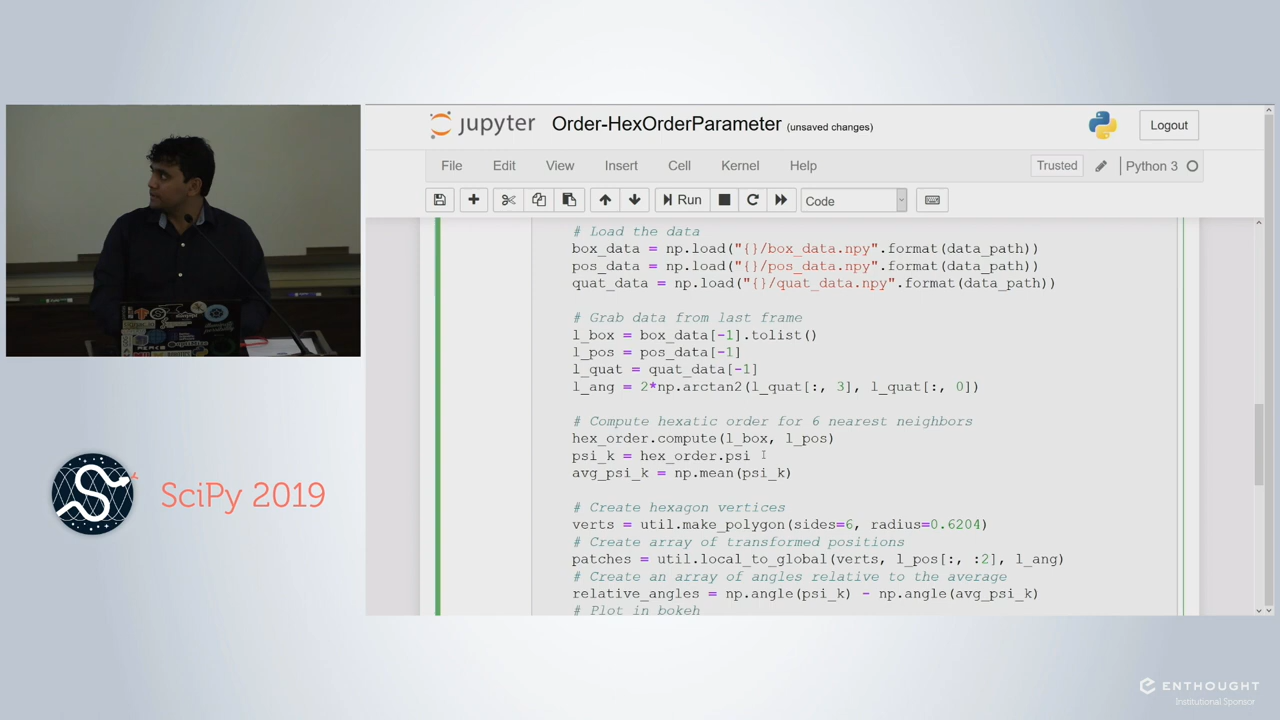 jupyter Order-HexOrderParameter (unsaved changes) Logout
File Edit View Insert Cell Kernel Help Trusted Python 3
Run Code
# Load the data
box_data = np.load("{}/box_data.npy".format(data_path))
pos_data = np.load("{}/pos_data.npy".format(data_path))
quat_data = np.load("{}/quat_data.npy".format(data_path))
# Grab data from last frame
l_box = box_data[-1].tolist()
l_pos = pos_data[-1]
l_quat = quat_data[-1]
l_ang = 2*np.arctan2(l_quat[:, 3], l_quat[:, 0])
# Compute hexatic order for 6 nearest neighbors
hex_order.compute(l_box, l_pos)
psi_k = hex_order.psi
avg_psi_k = np.mean(psi_k)
# Create hexagon vertices
verts = util.make_polygon(sides=6, radius=0.6204)
# Create array of transformed positions
patches = util.local_to_global(verts, l_pos[:, :2], l_ang)
# Create an array of angles relative to the average
relative_angles = np.angle(psi_k) - np.angle(avg_psi_k)
# Plot in bokeh
SciPy 2019
ENTHOUGHT
Institutional Sponsor